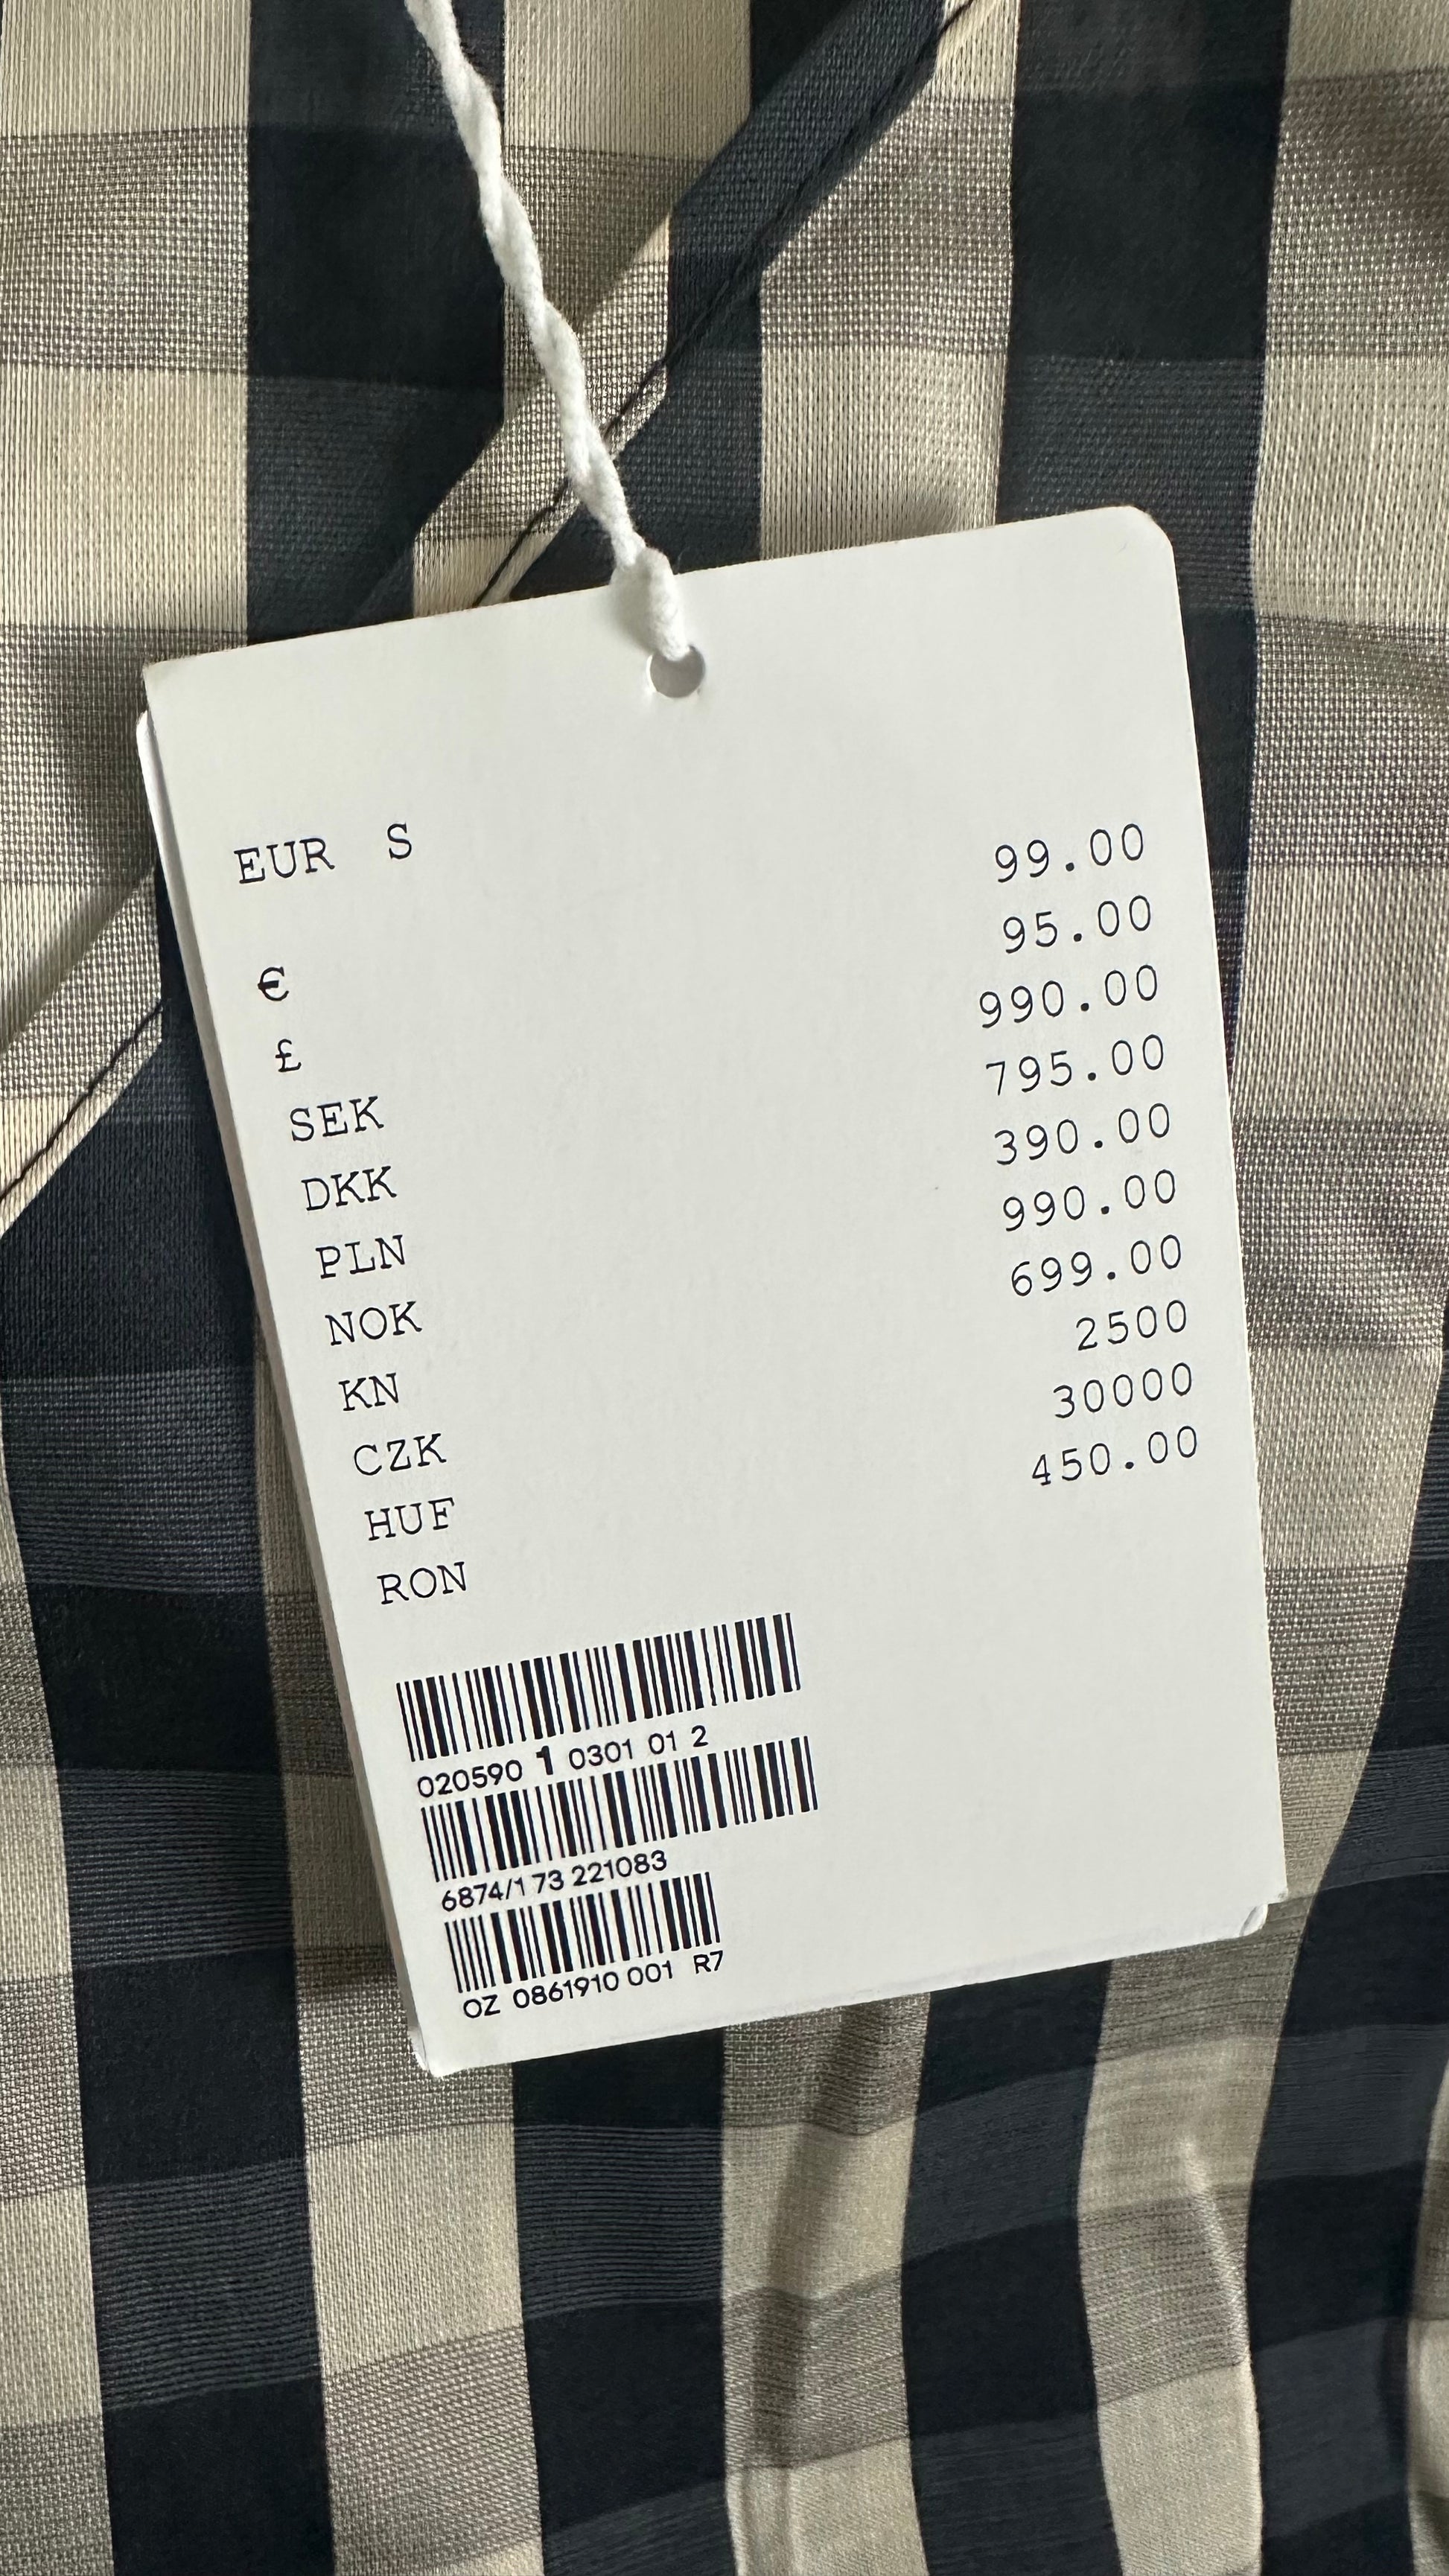 EUR S
€ 99.00
£ 95.00
SEK 990.00
DKK 795.00
PLN 390.00
NOK 990.00
KN 699.00
CZK 2500
HUF 30000
RON 450.00
020590 1 0301 01 2
6874/173 221083
OZ 0861910 001 R7